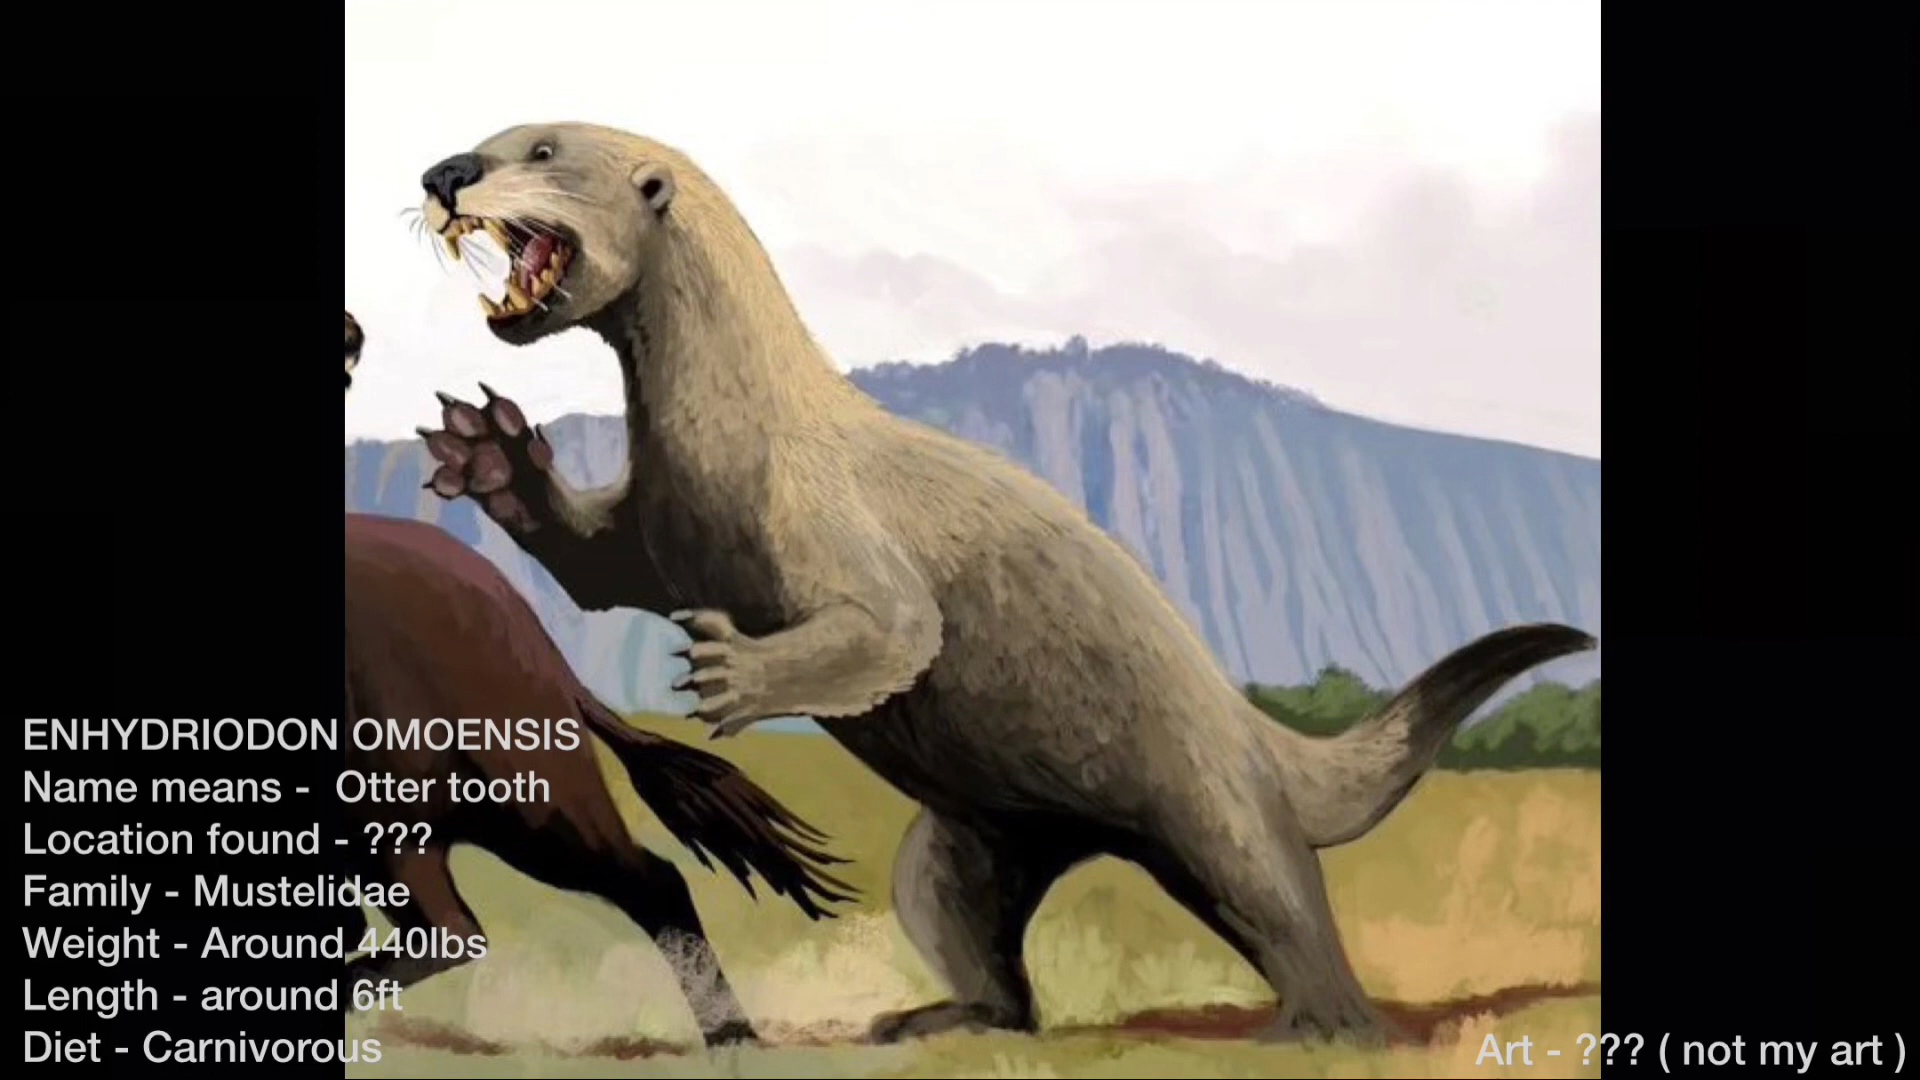 ENHYDRIODON OMOENSIS
Name means -  Otter tooth
Location found - ???
Family - Mustelidae
Weight - Around 440lbs
Length - around 6ft
Diet - Carnivorous
Art - ??? ( not my art )